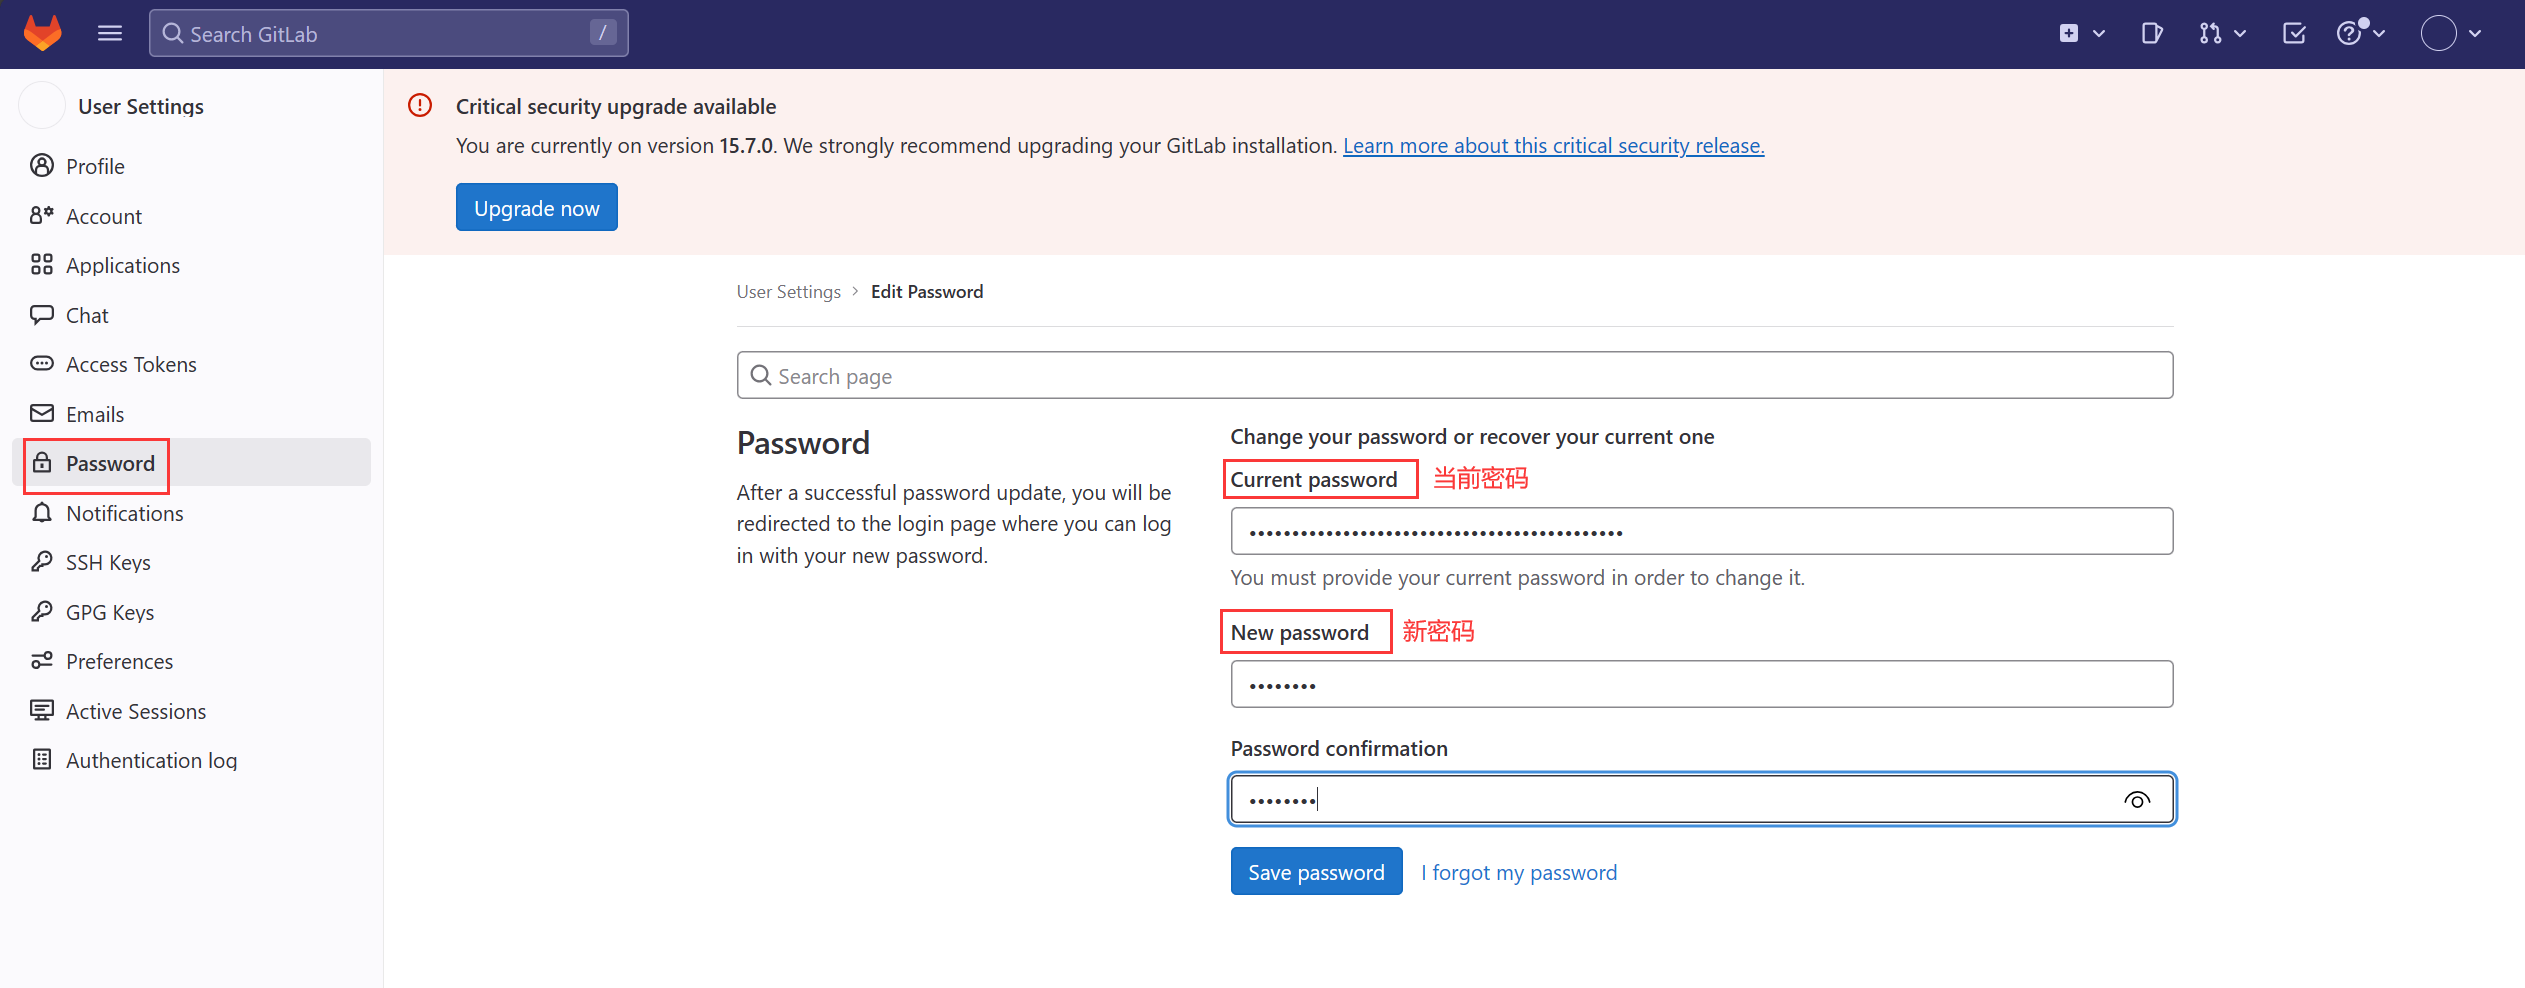 Search GitLab /
User Settings
Profile
Account
Applications
Chat
Access Tokens
Emails
Password
Notifications
SSH Keys
GPG Keys
Preferences
Active Sessions
Authentication log
Critical security upgrade available
You are currently on version 15.7.0. We strongly recommend upgrading your GitLab installation. Learn more about this critical security release.
Upgrade now
User Settings > Edit Password
Search page
Password
After a successful password update, you will be
redirected to the login page where you can log
in with your new password.
Change your password or recover your current one
Current password 当前密码
You must provide your current password in order to change it.
New password 新密码
Password confirmation
Save password I forgot my password